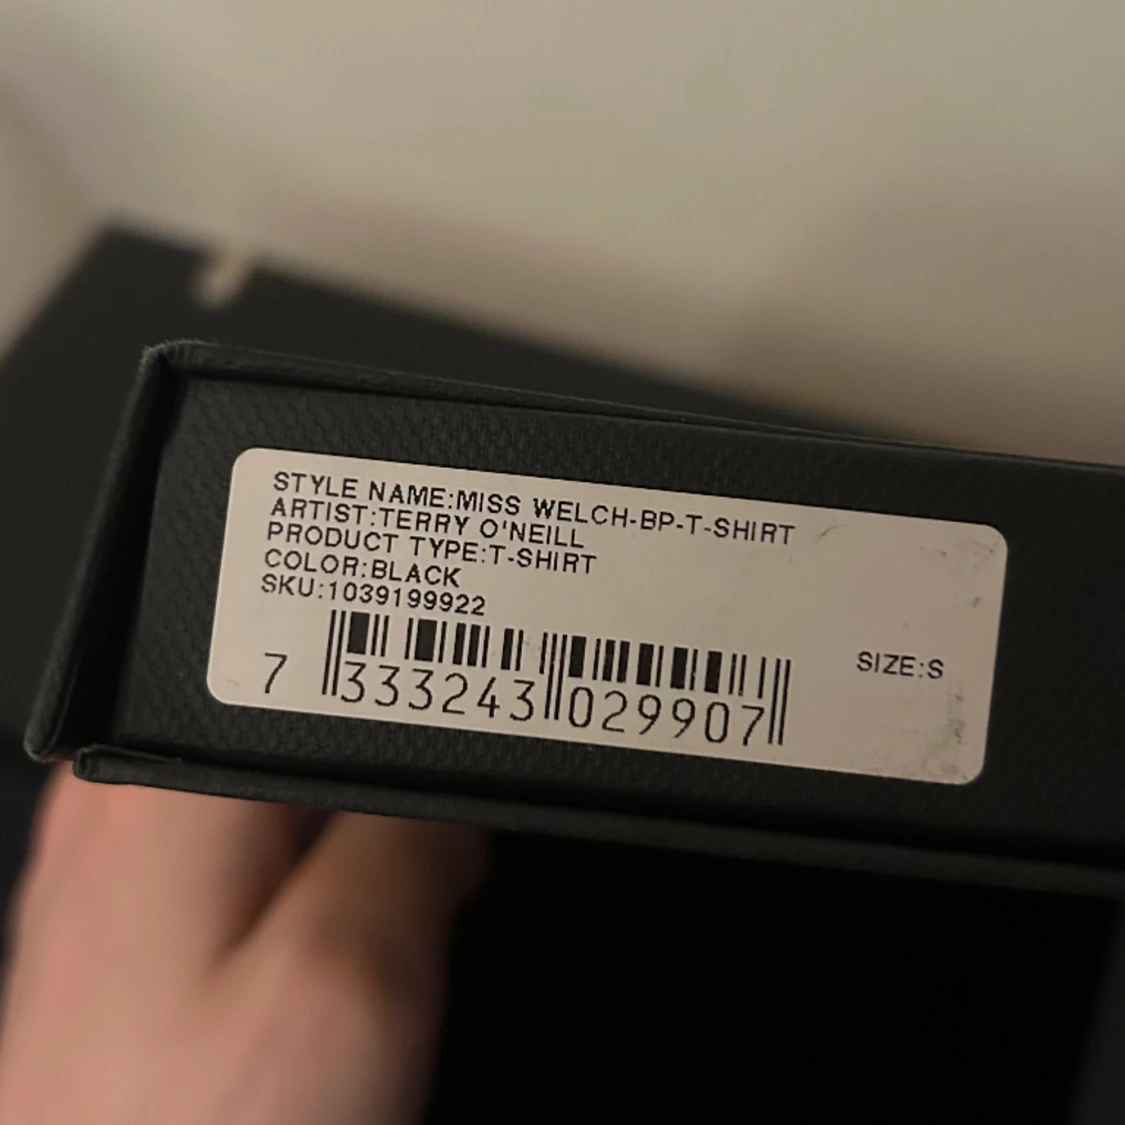 STYLE NAME:MISS WELCH-BP-T-SHIRT
ARTIST:TERRY O'NEILL
PRODUCT TYPE:T-SHIRT
COLOR:BLACK
SKU:1039199922
SIZE:S
7 333243 029907